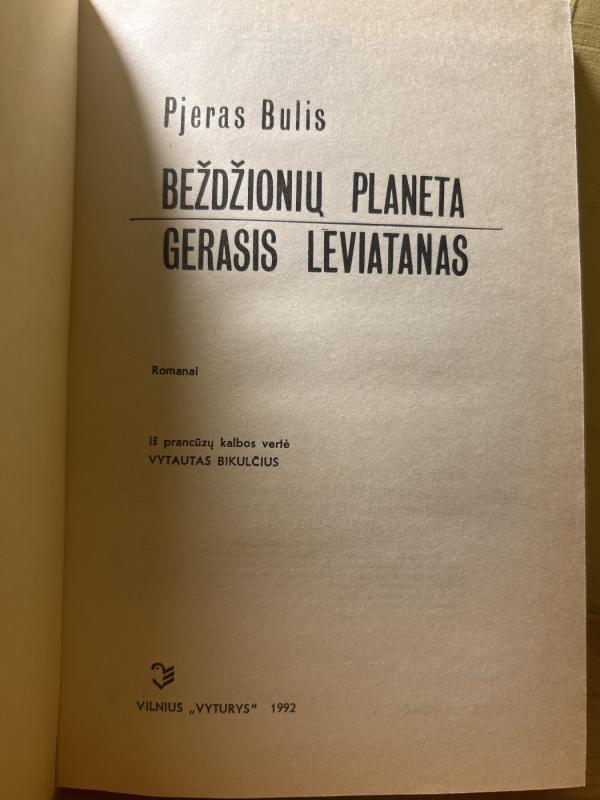 Pjeras Bulis
BEŽDŽIONIŲ PLANETA
GERASIS LEVIATANAS
Romanai
Iš prancūzų kalbos vertė
VYTAUTAS BIKULČIUS
VILNIUS „VYTURYS“ 1992